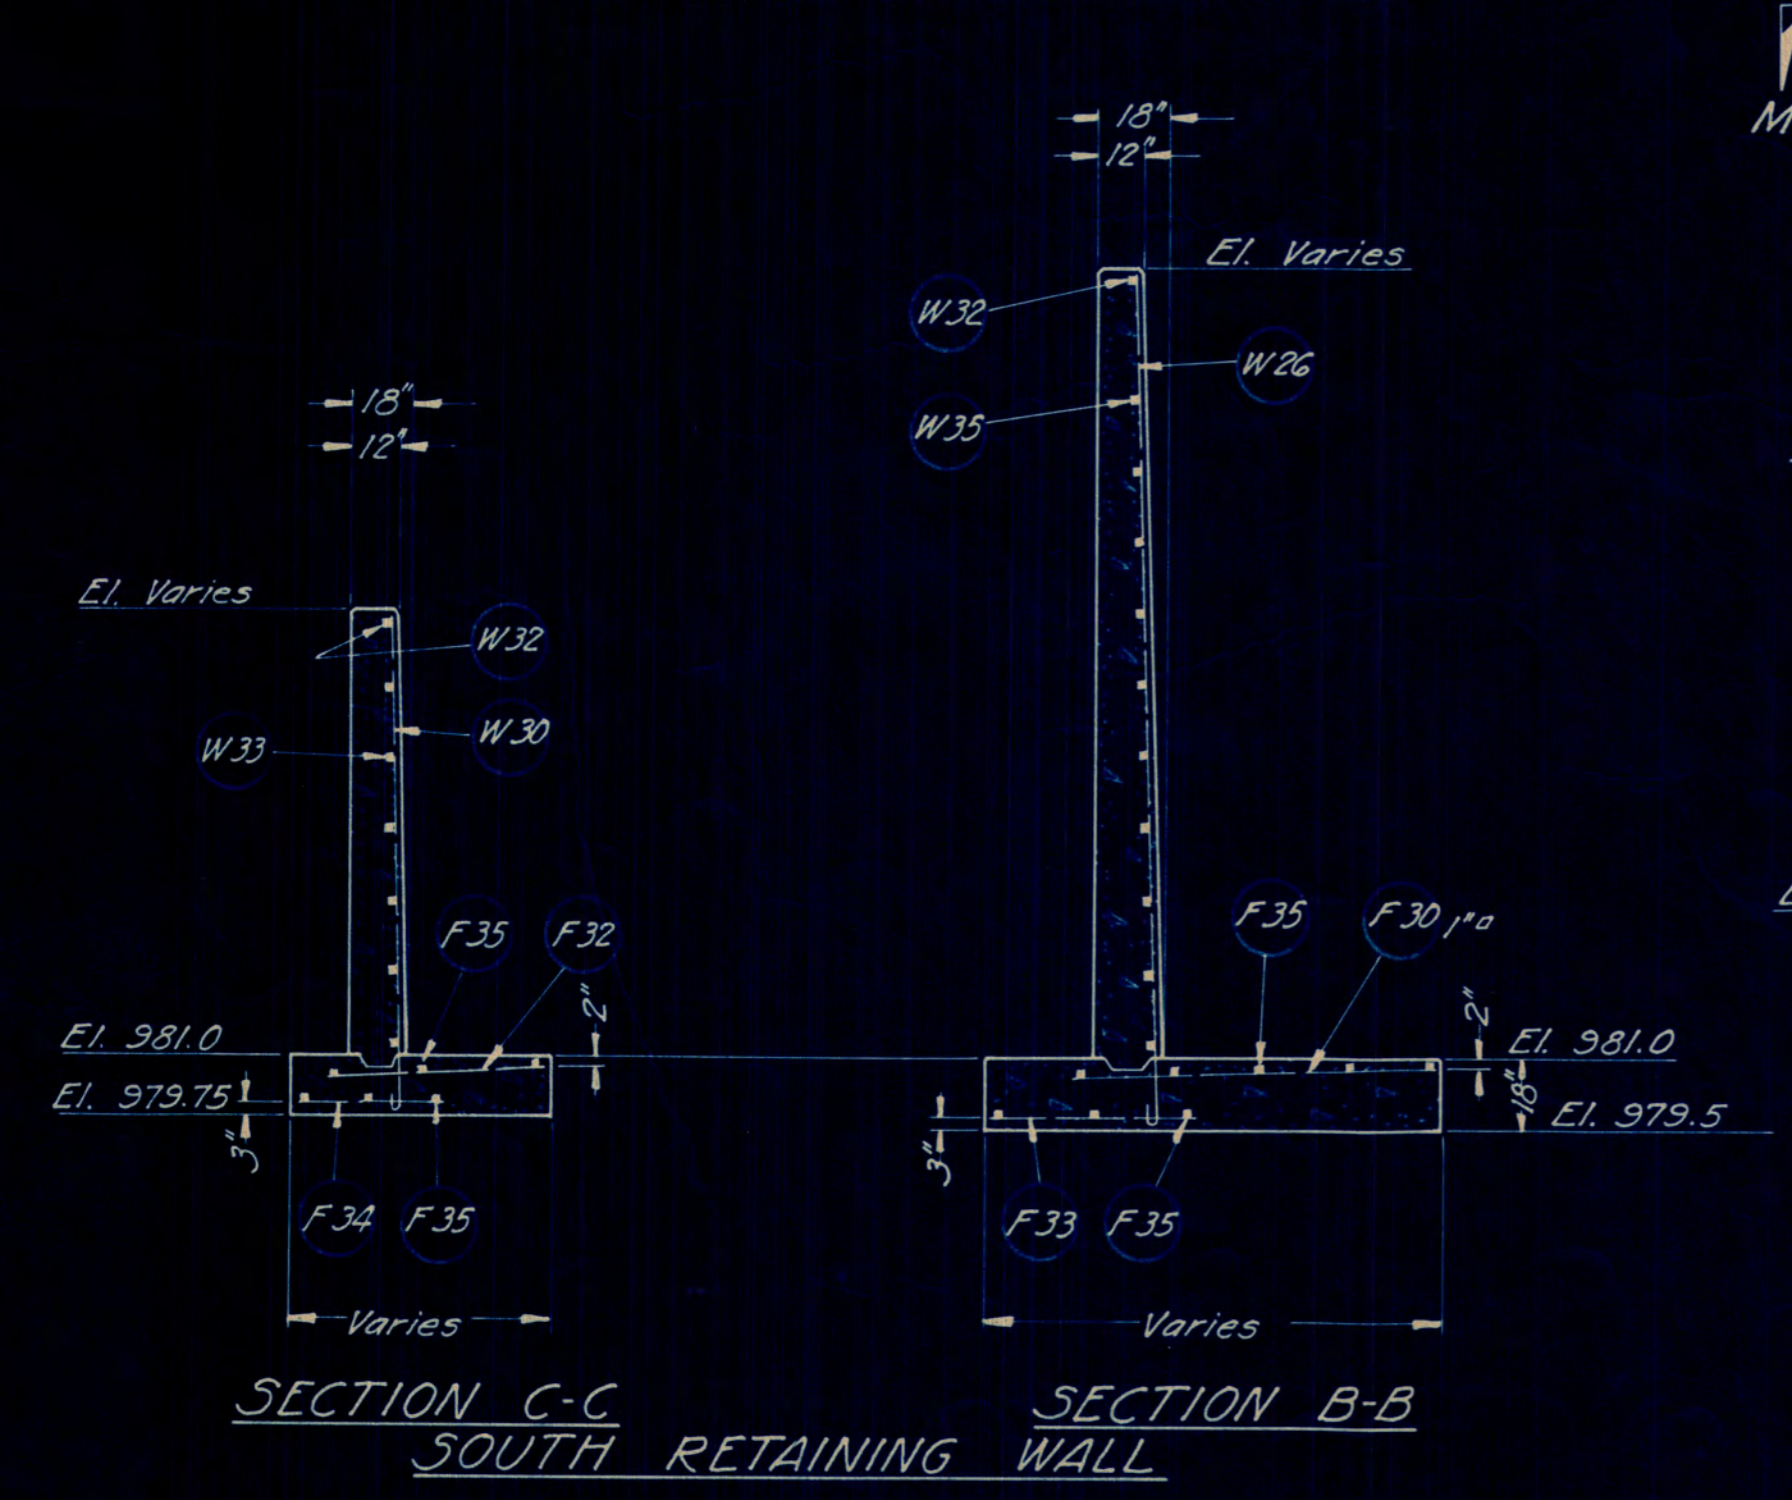 18"
12"
El. Varies
W32
W30
W33
F35
F32
2"
El. 981.0
El. 979.75
3"
F34
F35
Varies
SECTION C-C
18"
12"
El. Varies
W32
W26
W35
F35
F30 1"▫
2"
El. 981.0
18"
El. 979.5
3"
F33
F35
Varies
SECTION B-B
SOUTH RETAINING WALL
M